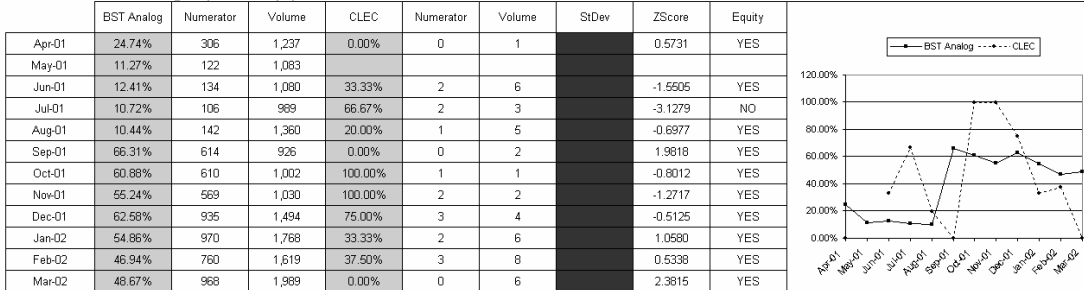 BST Analog Numerator Volume CLEC Numerator Volume StDev ZScore Equity
Apr-01 24.74% 306 1,237 0.00% 0 1 0.5731 YES
May-01 11.27% 122 1,083
Jun-01 12.41% 134 1,080 33.33% 2 6 -1.5505 YES
Jul-01 10.72% 106 989 66.67% 2 3 -3.1279 NO
Aug-01 10.44% 142 1,360 20.00% 1 5 -0.6977 YES
Sep-01 66.31% 614 926 0.00% 0 2 1.9818 YES
Oct-01 60.88% 610 1,002 100.00% 1 1 -0.8012 YES
Nov-01 55.24% 569 1,030 100.00% 2 2 -1.2717 YES
Dec-01 62.58% 935 1,494 75.00% 3 4 -0.5125 YES
Jan-02 54.86% 970 1,768 33.33% 2 6 1.0580 YES
Feb-02 46.94% 760 1,619 37.50% 3 8 0.5338 YES
Mar-02 48.67% 968 1,989 0.00% 0 6 2.3815 YES
BST Analog CLEC
120.00%
100.00%
80.00%
60.00%
40.00%
20.00%
0.00%
Apr-01 May-01 Jun-01 Jul-01 Aug-01 Sep-01 Oct-01 Nov-01 Dec-01 Jan-02 Feb-02 Mar-02